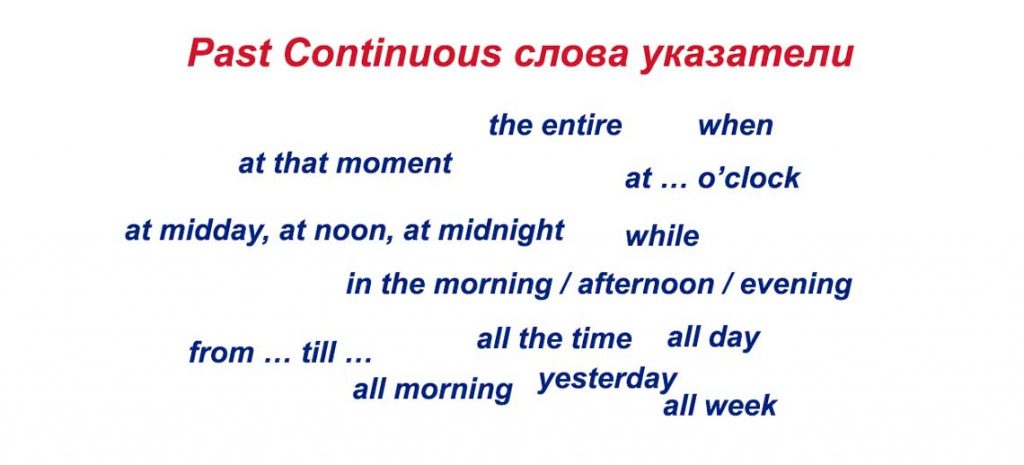 Past Continuous слова указатели
the entire
when
at that moment
at … o’clock
at midday, at noon, at midnight
while
in the morning / afternoon / evening
all the time
all day
from … till …
yesterday
all morning
all week